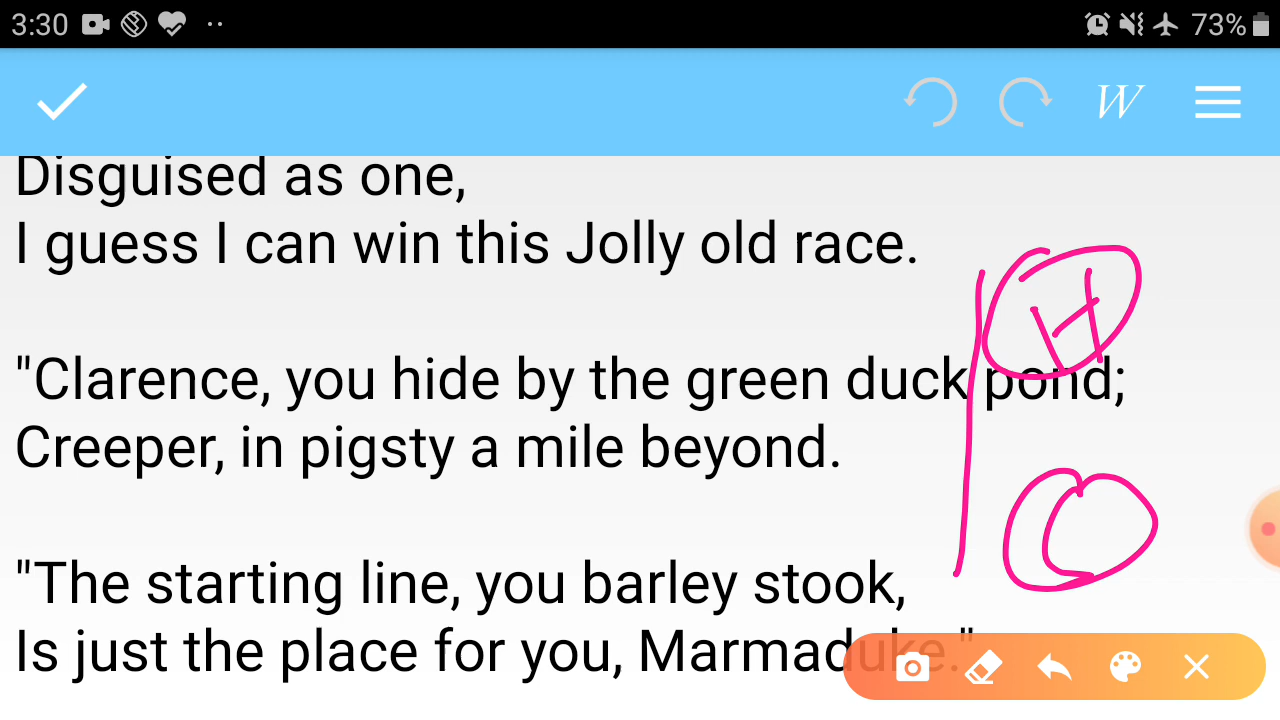 3:30
73%
W
Disguised as one,
I guess I can win this Jolly old race.
"Clarence, you hide by the green duck pond;
Creeper, in pigsty a mile beyond.
"The starting line, you barley stook,
Is just the place for you, Marmaduke."